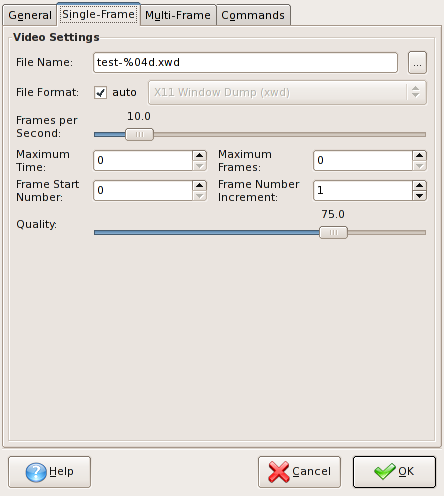 General Single-Frame Multi-Frame Commands
Video Settings
File Name: test-%04d.xwd ...
File Format: auto X11 Window Dump (xwd)
10.0
Frames per
Second:
Maximum
Time: 0
Maximum
Frames: 0
Frame Start
Number: 0
Frame Number
Increment: 1
75.0
Quality:
Help Cancel OK